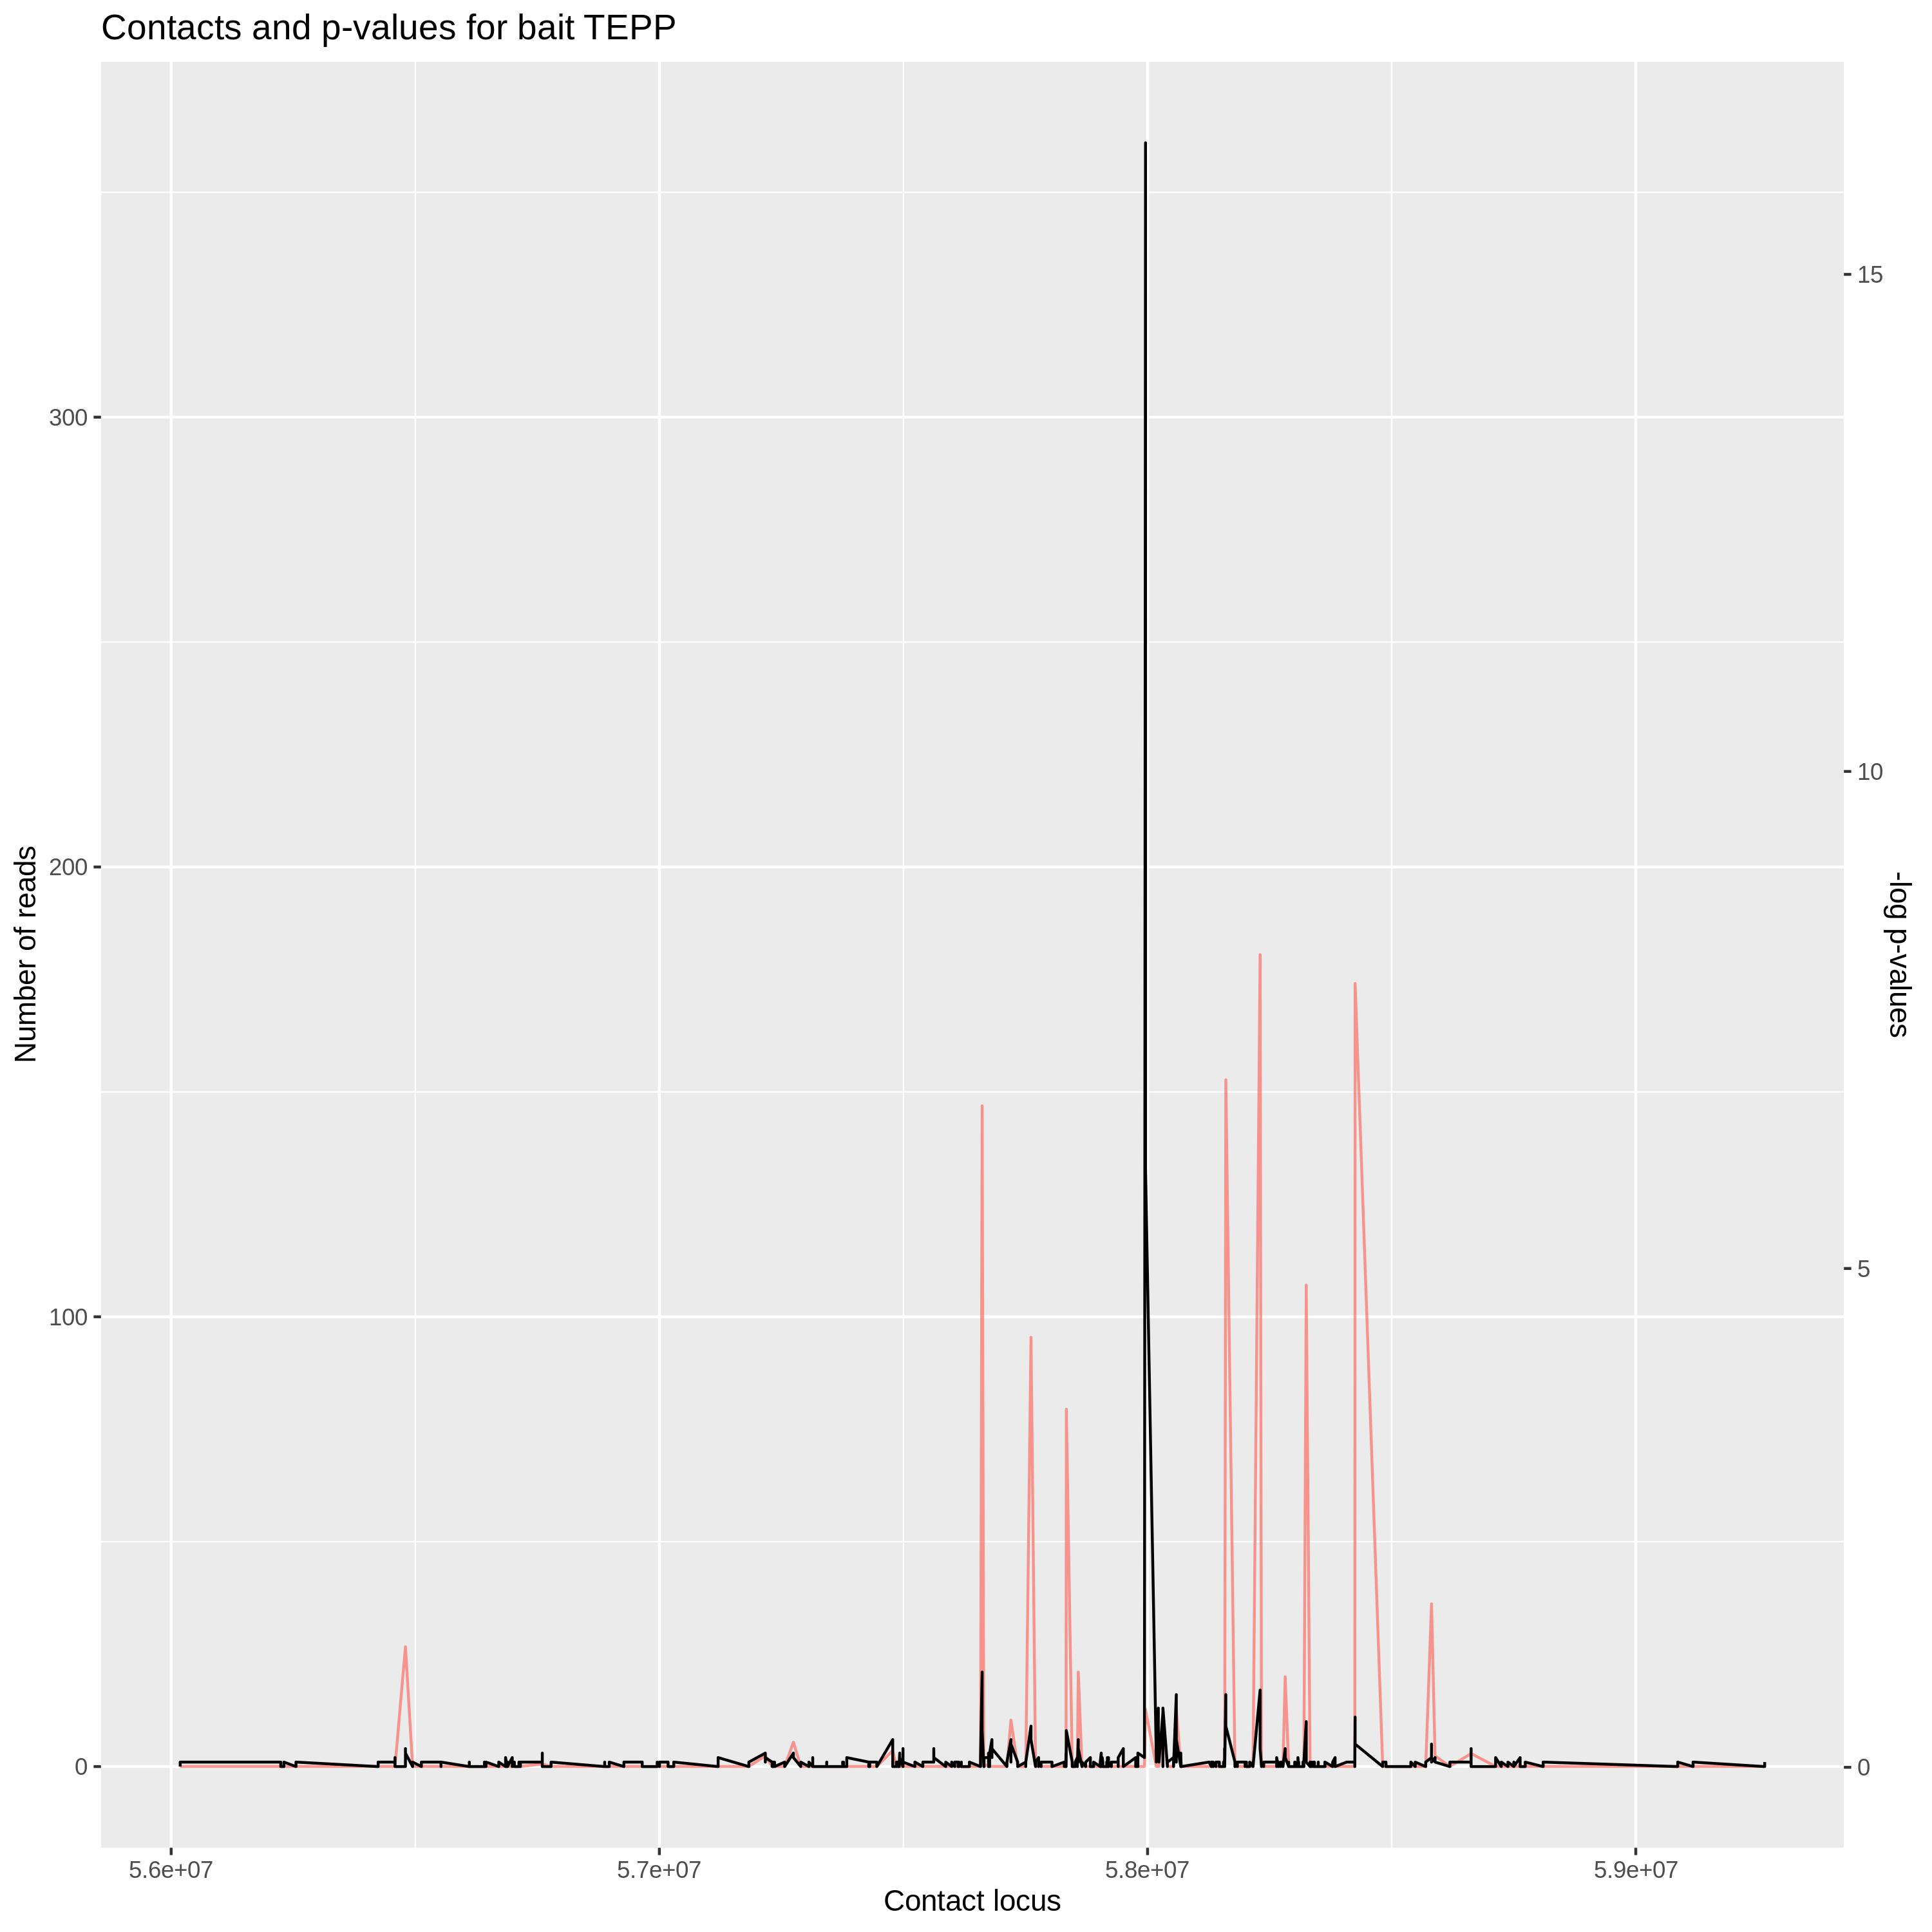 Contacts and p-values for bait TEPP
Number of reads
300
200
100
0
15
10
5
0
-log p-values
5.6e+07
5.7e+07
5.8e+07
5.9e+07
Contact locus